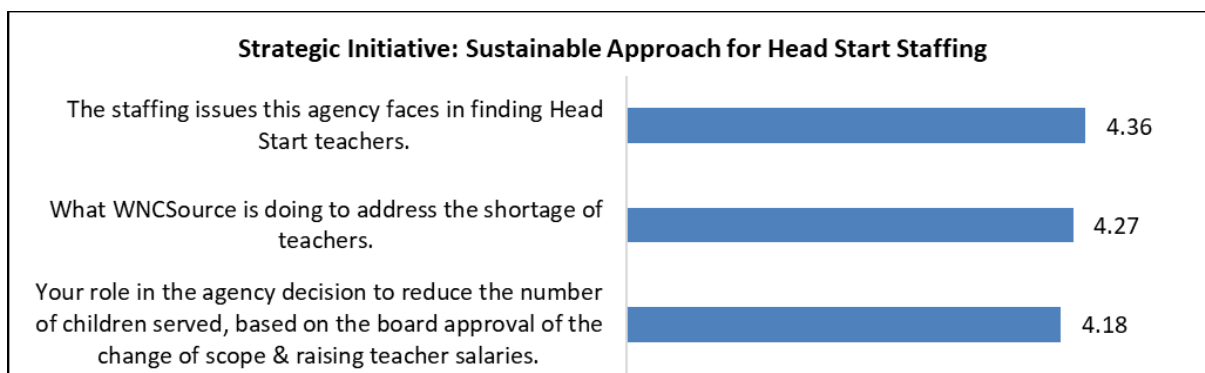 Strategic Initiative: Sustainable Approach for Head Start Staffing
The staffing issues this agency faces in finding Head
Start teachers.
4.36
What WNCSource is doing to address the shortage of
teachers.
4.27
Your role in the agency decision to reduce the number
of children served, based on the board approval of the
change of scope & raising teacher salaries.
4.18